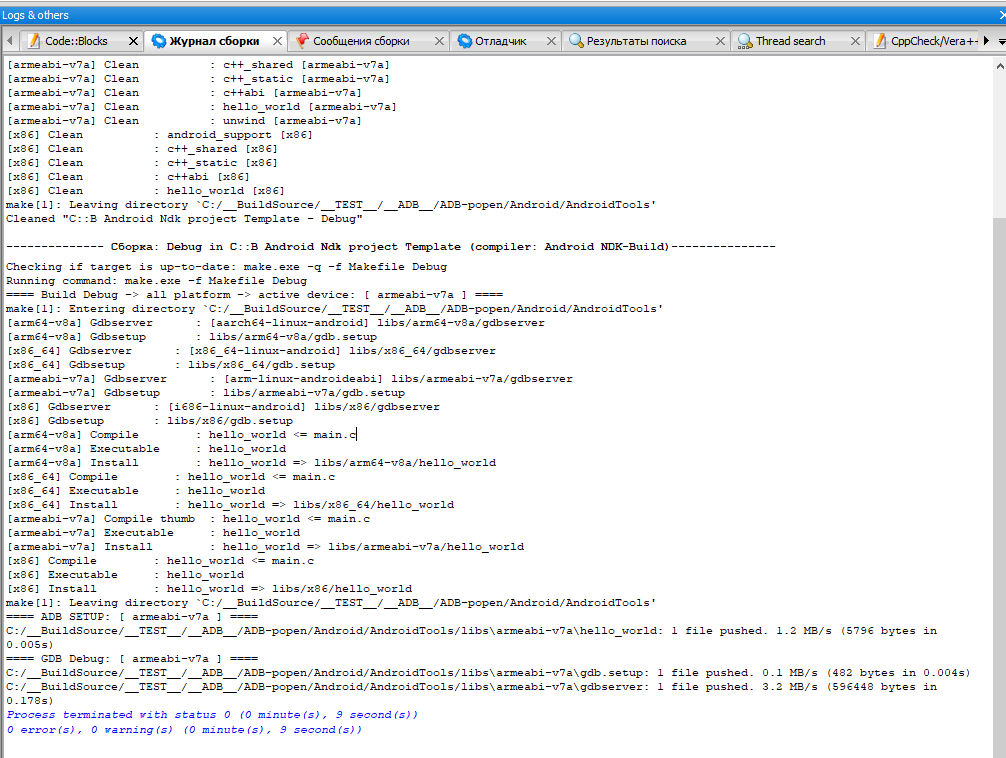 Logs & others
Code::Blocks Журнал сборки Сообщения сборки Отладчик Результаты поиска Thread search CppCheck/Vera++
[armeabi-v7a] Clean : c++_shared [armeabi-v7a]
[armeabi-v7a] Clean : c++_static [armeabi-v7a]
[armeabi-v7a] Clean : c++abi [armeabi-v7a]
[armeabi-v7a] Clean : hello_world [armeabi-v7a]
[armeabi-v7a] Clean : unwind [armeabi-v7a]
[x86] Clean : android_support [x86]
[x86] Clean : c++_shared [x86]
[x86] Clean : c++_static [x86]
[x86] Clean : c++abi [x86]
[x86] Clean : hello_world [x86]
make[1]: Leaving directory `C:/__BuildSource/__TEST__/__ADB__/ADB-popen/Android/AndroidTools'
Cleaned "C::B Android Ndk project Template - Debug"
-------------- Сборка: Debug in C::B Android Ndk project Template (compiler: Android NDK-Build)---------------
Checking if target is up-to-date: make.exe -q -f Makefile Debug
Running command: make.exe -f Makefile Debug
==== Build Debug -> all platform -> active device: [ armeabi-v7a ] ====
make[1]: Entering directory `C:/__BuildSource/__TEST__/__ADB__/ADB-popen/Android/AndroidTools'
[arm64-v8a] Gdbserver : [aarch64-linux-android] libs/arm64-v8a/gdbserver
[arm64-v8a] Gdbsetup : libs/arm64-v8a/gdb.setup
[x86_64] Gdbserver : [x86_64-linux-android] libs/x86_64/gdbserver
[x86_64] Gdbsetup : libs/x86_64/gdb.setup
[armeabi-v7a] Gdbserver : [arm-linux-androideabi] libs/armeabi-v7a/gdbserver
[armeabi-v7a] Gdbsetup : libs/armeabi-v7a/gdb.setup
[x86] Gdbserver : [i686-linux-android] libs/x86/gdbserver
[x86] Gdbsetup : libs/x86/gdb.setup
[arm64-v8a] Compile : hello_world <= main.c
[arm64-v8a] Executable : hello_world
[arm64-v8a] Install : hello_world => libs/arm64-v8a/hello_world
[x86_64] Compile : hello_world <= main.c
[x86_64] Executable : hello_world
[x86_64] Install : hello_world => libs/x86_64/hello_world
[armeabi-v7a] Compile thumb : hello_world <= main.c
[armeabi-v7a] Executable : hello_world
[armeabi-v7a] Install : hello_world => libs/armeabi-v7a/hello_world
[x86] Compile : hello_world <= main.c
[x86] Executable : hello_world
[x86] Install : hello_world => libs/x86/hello_world
make[1]: Leaving directory `C:/__BuildSource/__TEST__/__ADB__/ADB-popen/Android/AndroidTools'
==== ADB SETUP: [ armeabi-v7a ] ====
C:/__BuildSource/__TEST__/__ADB__/ADB-popen/Android/AndroidTools/libs\armeabi-v7a\hello_world: 1 file pushed. 1.2 MB/s (5796 bytes in
0.005s)
==== GDB Debug: [ armeabi-v7a ] ====
C:/__BuildSource/__TEST__/__ADB__/ADB-popen/Android/AndroidTools/libs\armeabi-v7a\gdb.setup: 1 file pushed. 0.1 MB/s (482 bytes in 0.004s)
C:/__BuildSource/__TEST__/__ADB__/ADB-popen/Android/AndroidTools/libs\armeabi-v7a\gdbserver: 1 file pushed. 3.2 MB/s (596448 bytes in
0.178s)
Process terminated with status 0 (0 minute(s), 9 second(s))
0 error(s), 0 warning(s) (0 minute(s), 9 second(s))